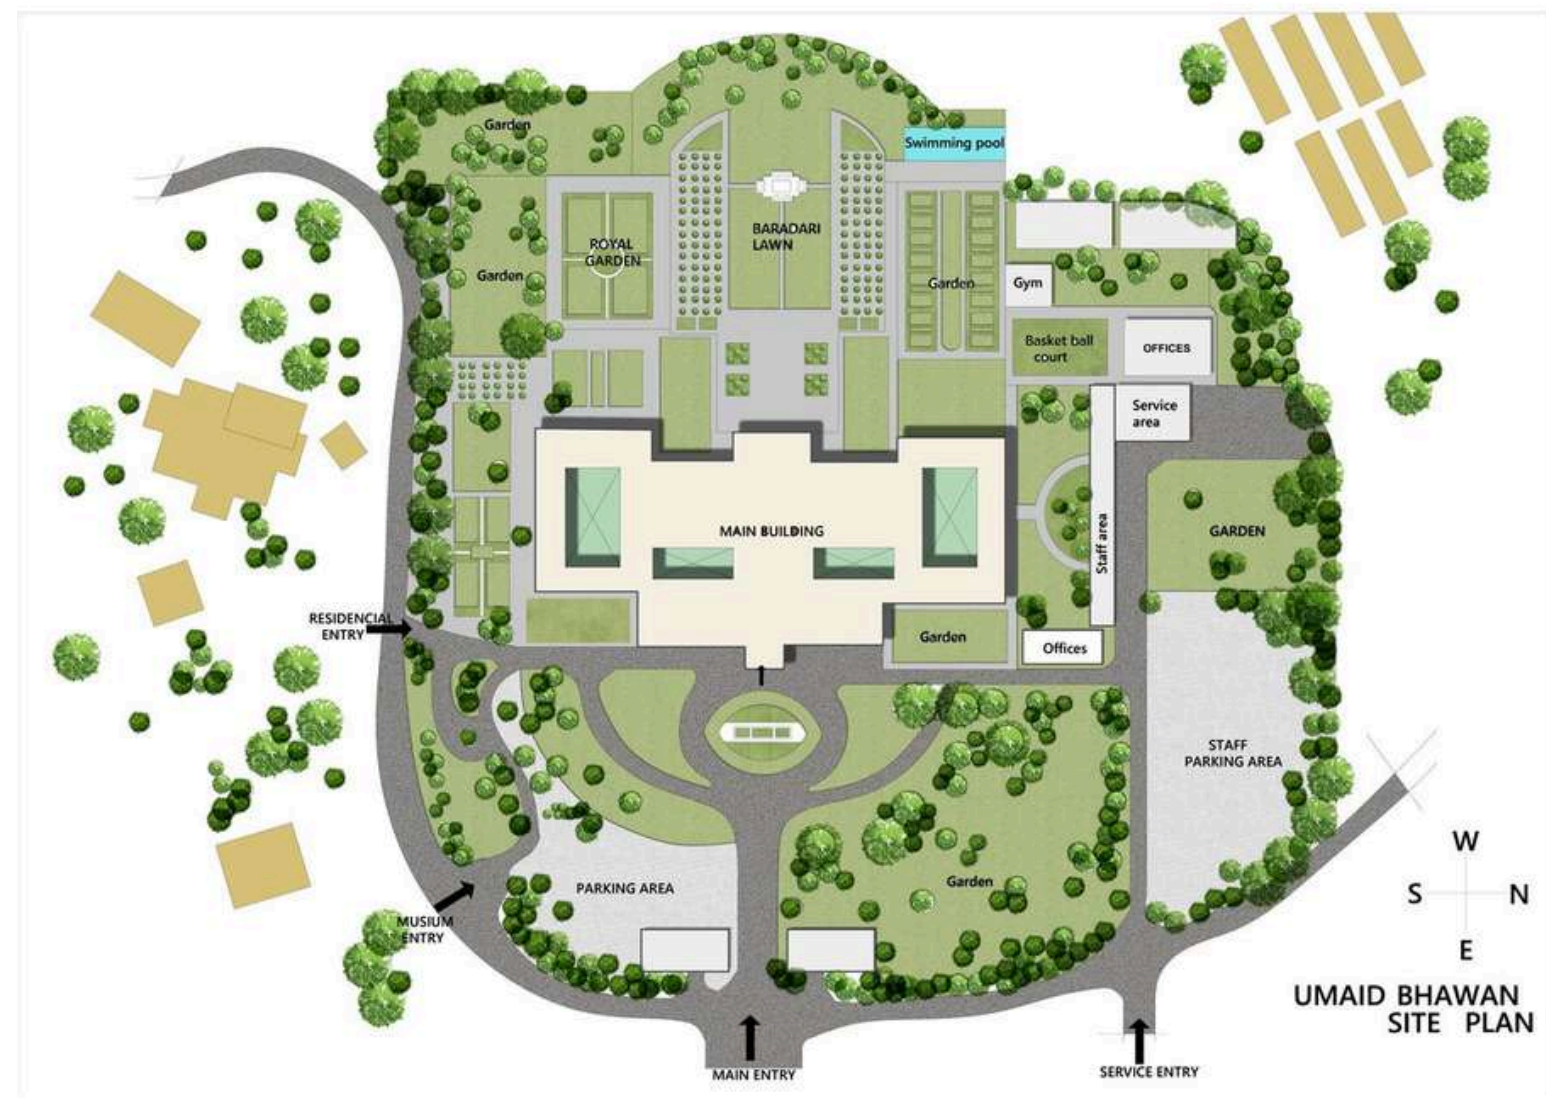 Garden
Swimming pool
ROYAL
GARDEN
BARADARI
LAWN
Garden
Garden
Gym
Basket ball
court
OFFICES
Service
area
MAIN BUILDING
Staff area
GARDEN
RESIDENCIAL
ENTRY
Garden
Offices
STAFF
PARKING AREA
PARKING AREA
Garden
MUSIUM
ENTRY
W
S
N
E
UMAID BHAWAN
SITE PLAN
MAIN ENTRY
SERVICE ENTRY